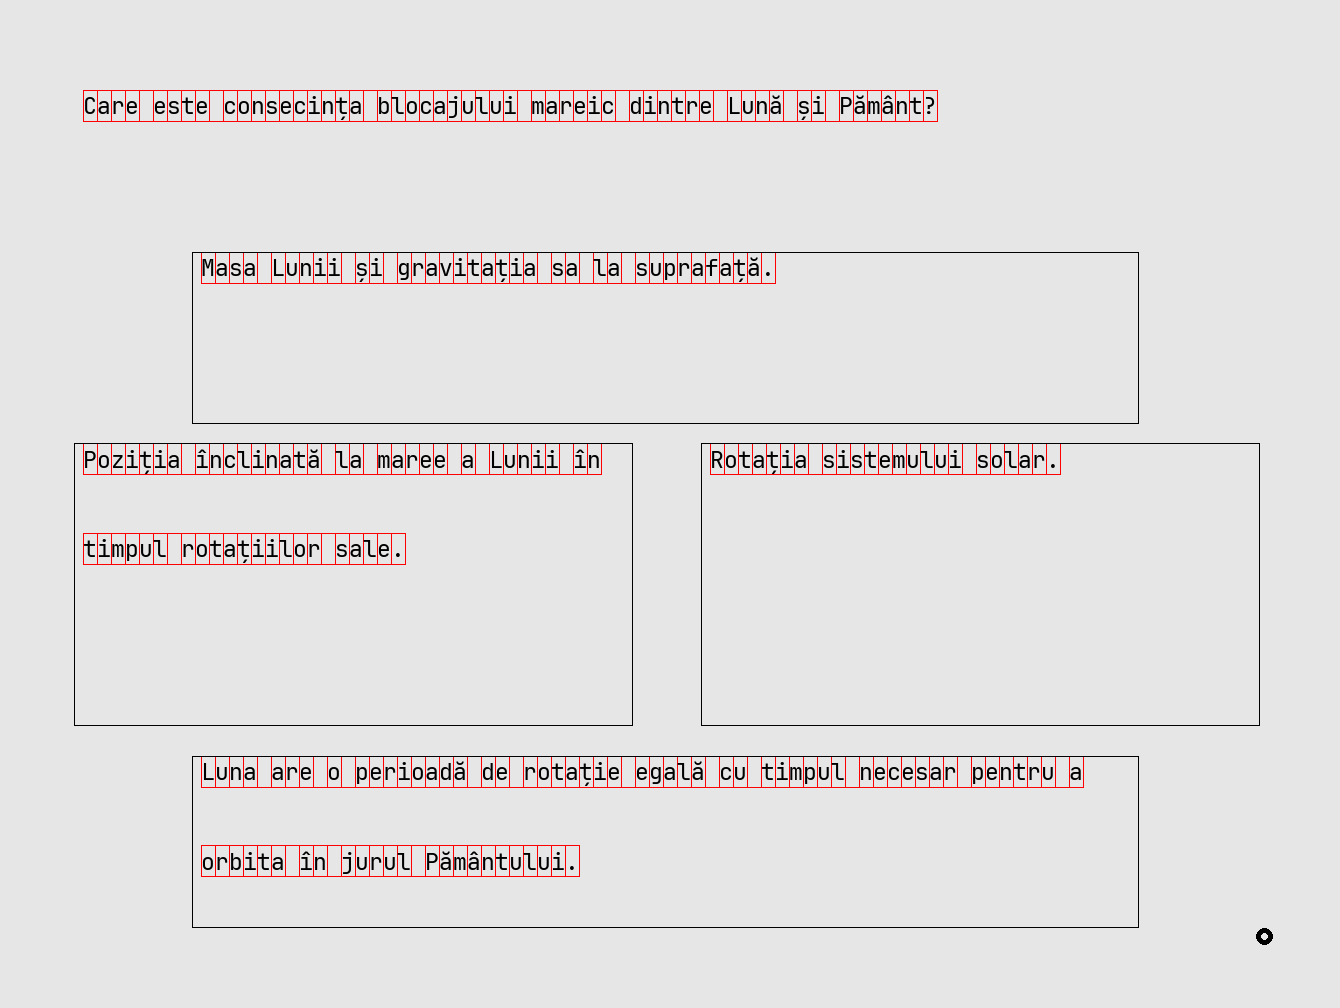 Care este consecința blocajului mareic dintre Lună și Pământ?
Masa Lunii și gravitația sa la suprafață.
Poziția înclinată la maree a Lunii în
timpul rotațiilor sale.
Rotația sistemului solar.
Luna are o perioadă de rotație egală cu timpul necesar pentru a
orbita în jurul Pământului.